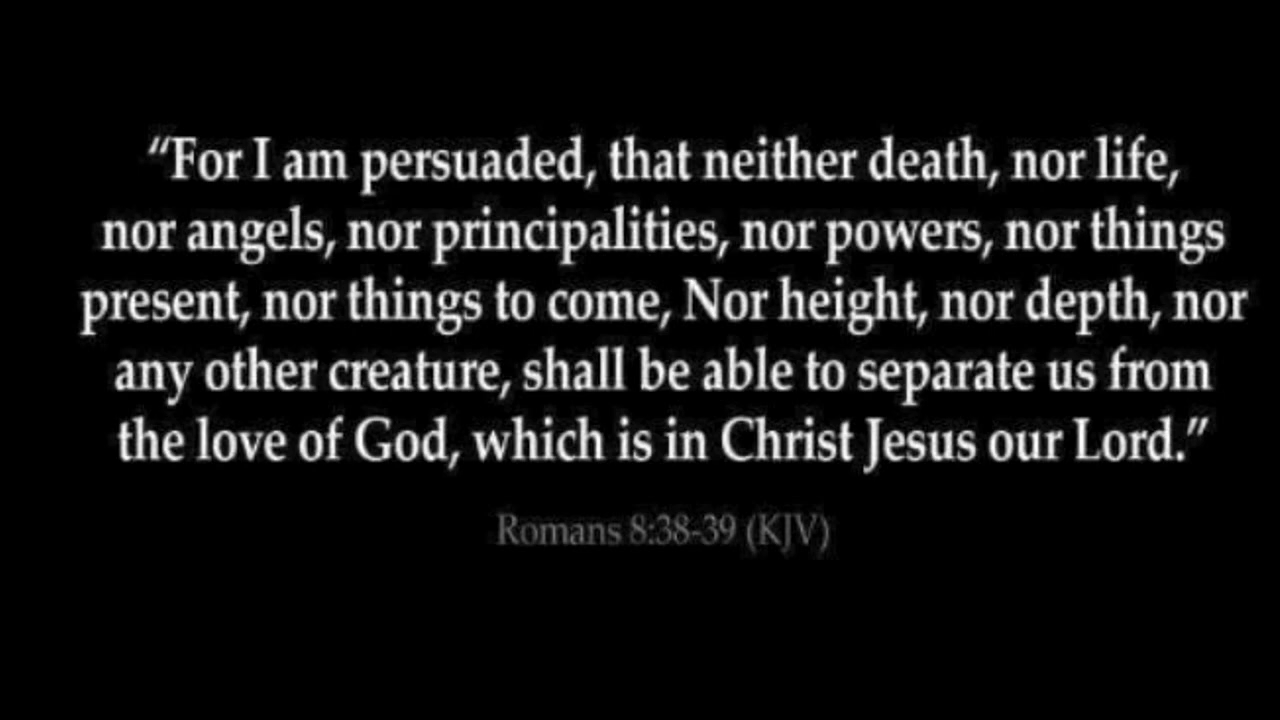 “For I am persuaded, that neither death, nor life,
nor angels, nor principalities, nor powers, nor things
present, nor things to come, Nor height, nor depth, nor
any other creature, shall be able to separate us from
the love of God, which is in Christ Jesus our Lord.”
Romans 8:38-39 (KJV)